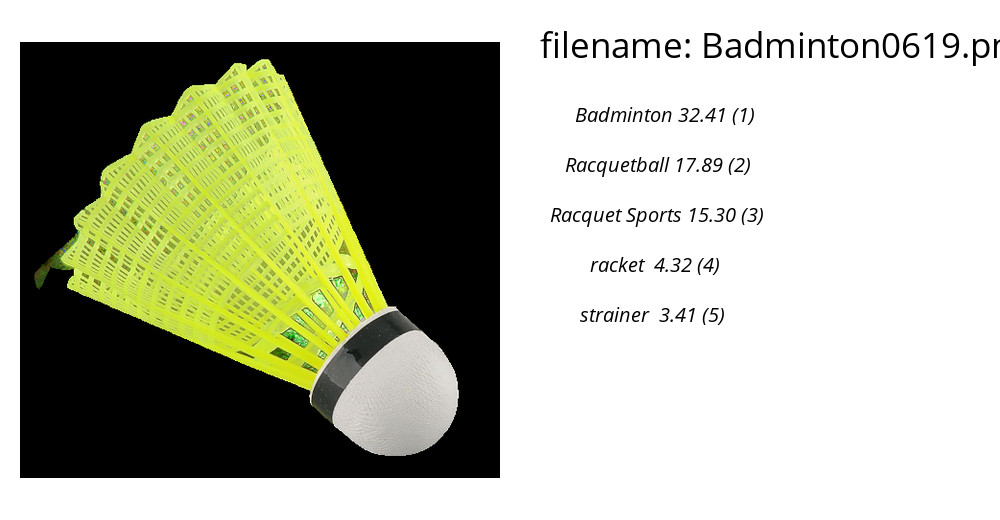 filename: Badminton0619.pr
Badminton 32.41 (1)
Racquetball 17.89 (2)
Racquet Sports 15.30 (3)
racket 4.32 (4)
strainer 3.41 (5)